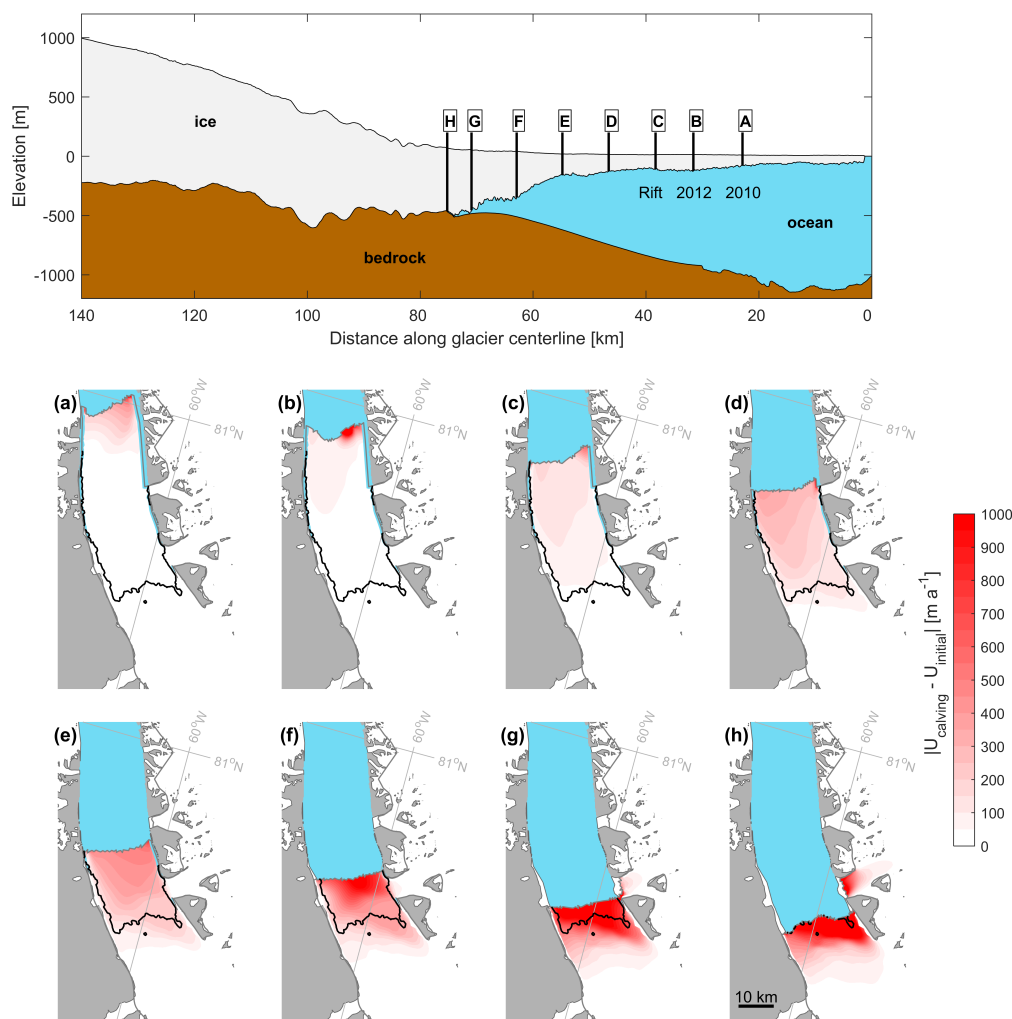 1000
500
0
-500
-1000
Elevation [m]
ice
H G F E D C B A
Rift 2012 2010
ocean
bedrock
140 120 100 80 60 40 20 0
Distance along glacier centerline [km]
(a) 60°W 81°N
(b) 60°W 81°N
(c) 60°W 81°N
(d) 60°W 81°N
1000
900
800
700
600
500
400
300
200
100
0
|Ucalving - Uinitial| [m a-1]
(e) 60°W 81°N
(f) 60°W 81°N
(g) 60°W 81°N
(h) 60°W 81°N
10 km